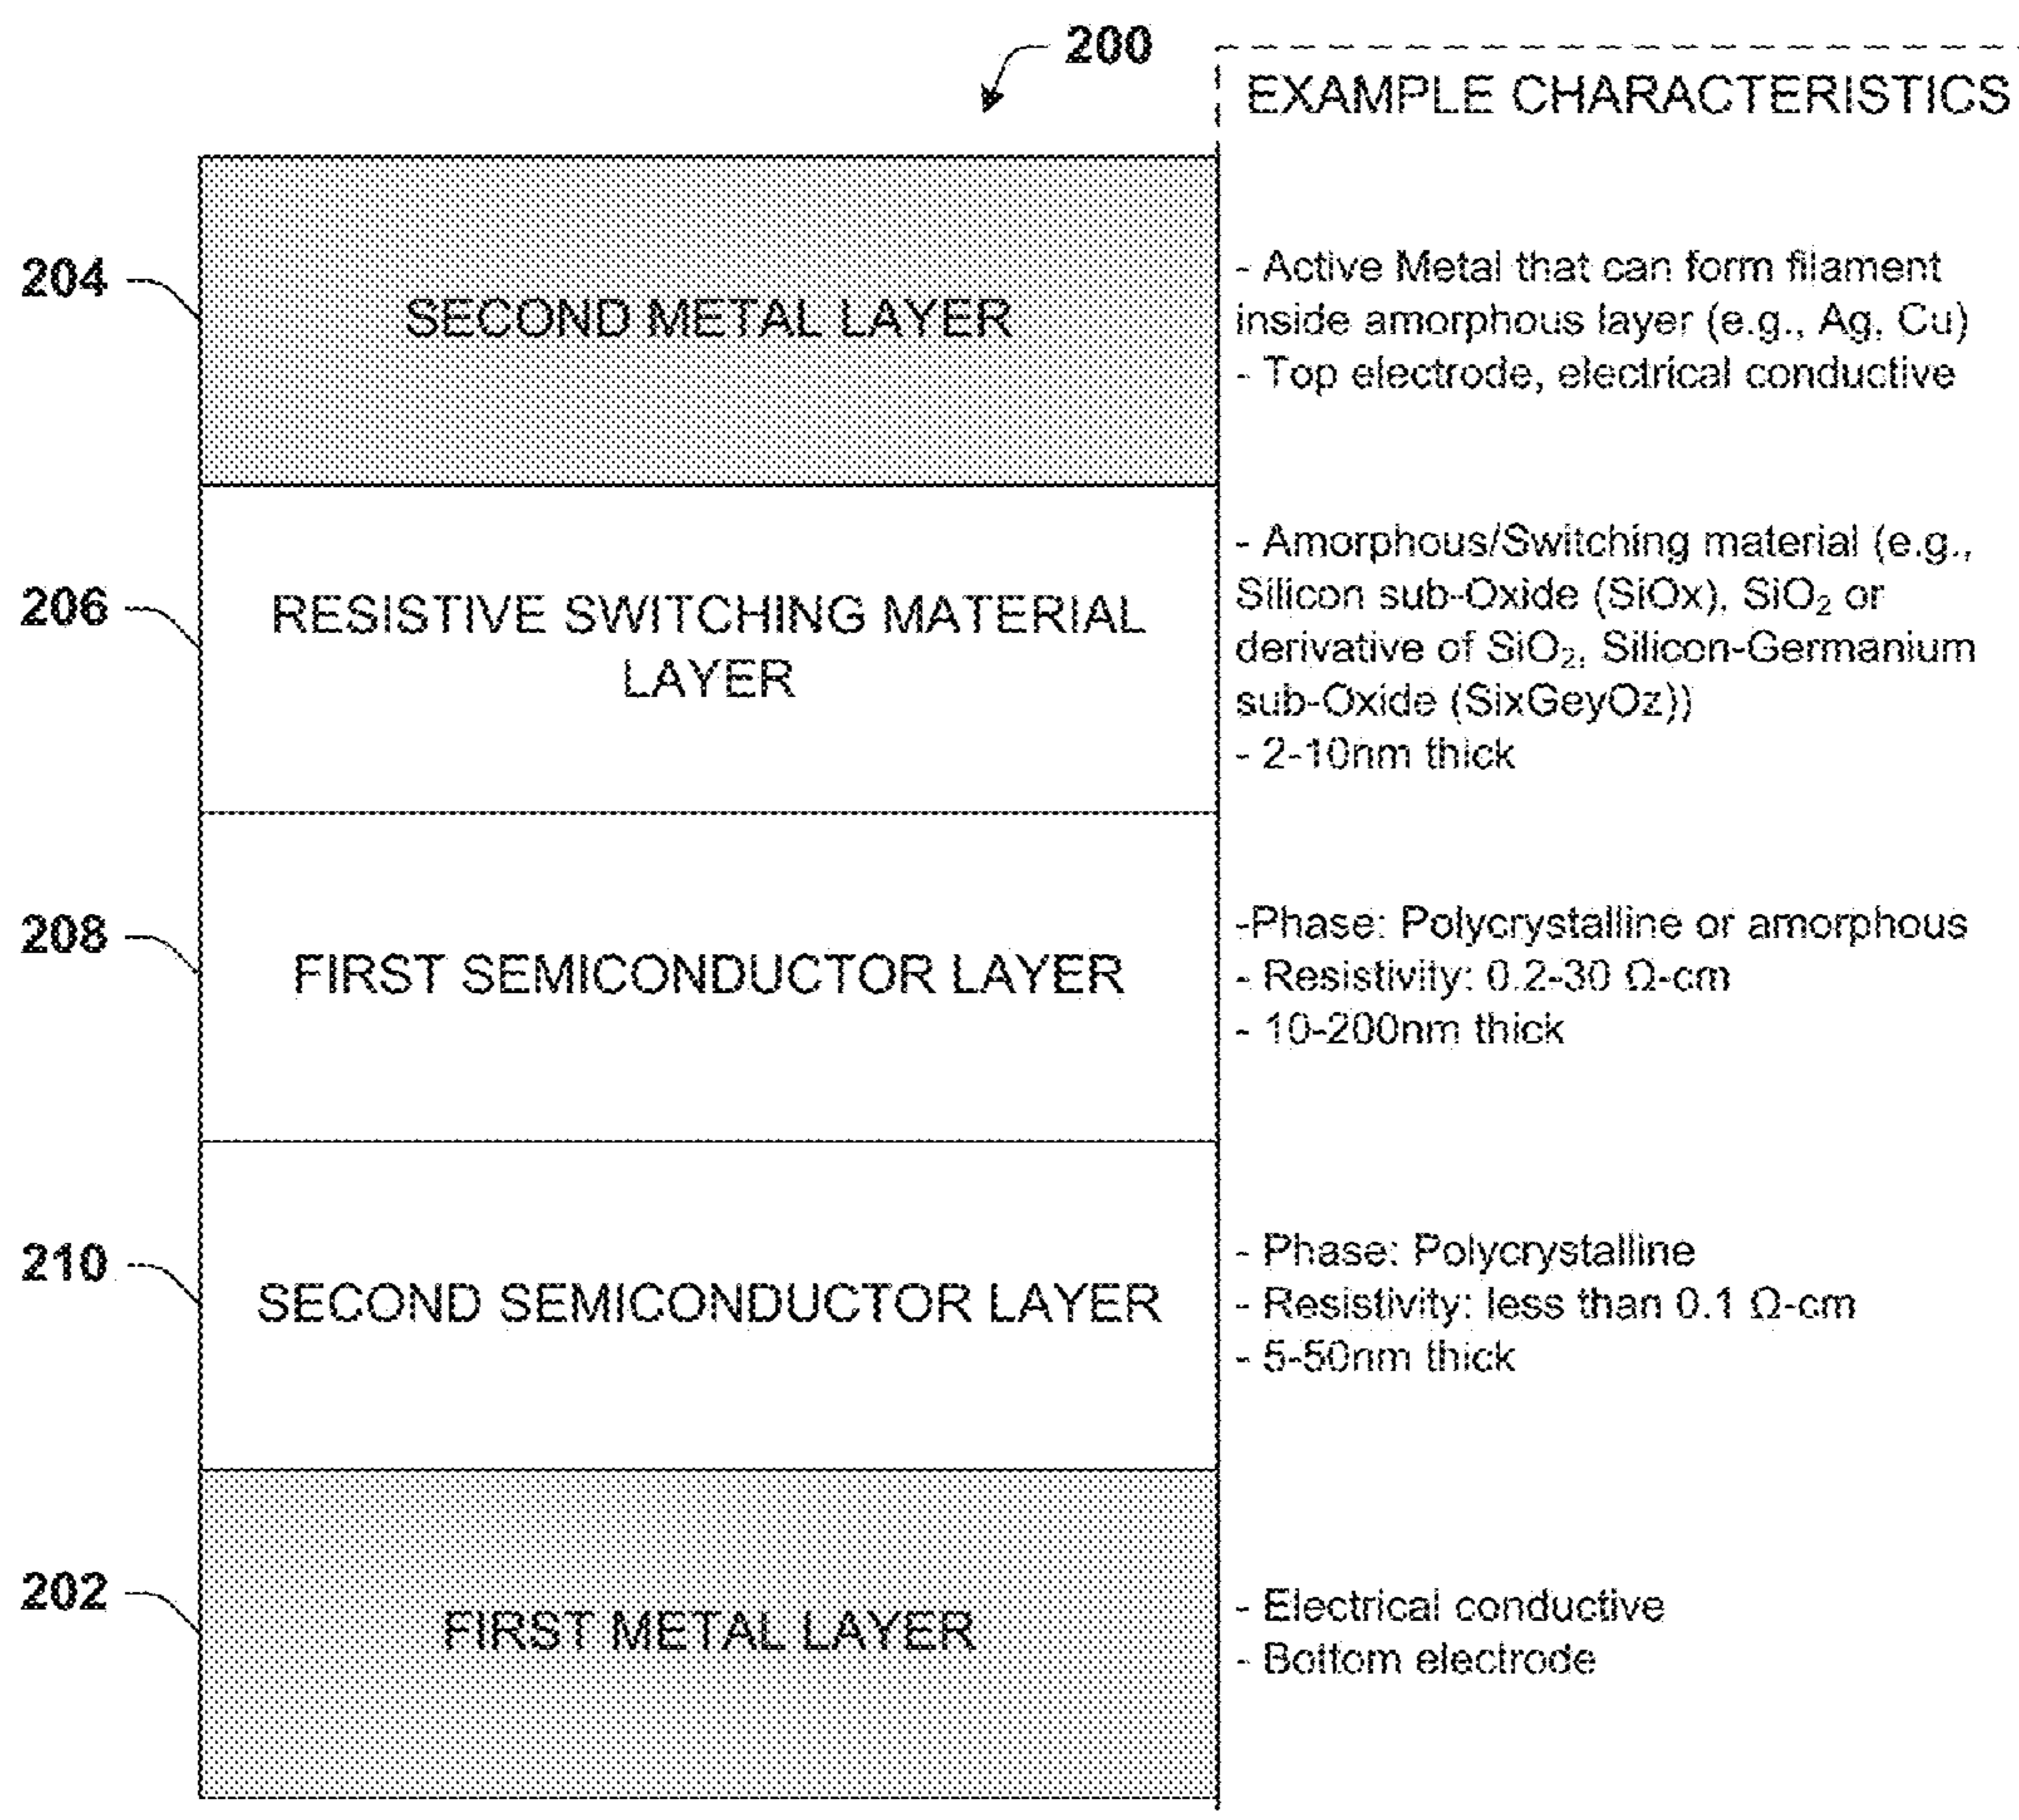 200
EXAMPLE CHARACTERISTICS
204
SECOND METAL LAYER
- Active Metal that can form filament
inside amorphous layer (e.g., Ag, Cu)
- Top electrode, electrical conductive
206
RESISTIVE SWITCHING MATERIAL
LAYER
- Amorphous/Switching material (e.g.,
Silicon sub-Oxide (SiOx), SiO₂ or
derivative of SiO₂, Silicon-Germanium
sub-Oxide (SixGeyOz))
- 2-10nm thick
208
FIRST SEMICONDUCTOR LAYER
-Phase: Polycrystalline or amorphous
- Resistivity: 0.2-30 Ω-cm
- 10-200nm thick
210
SECOND SEMICONDUCTOR LAYER
- Phase: Polycrystalline
- Resistivity: less than 0.1 Ω-cm
- 5-50nm thick
202
FIRST METAL LAYER
- Electrical conductive
- Bottom electrode